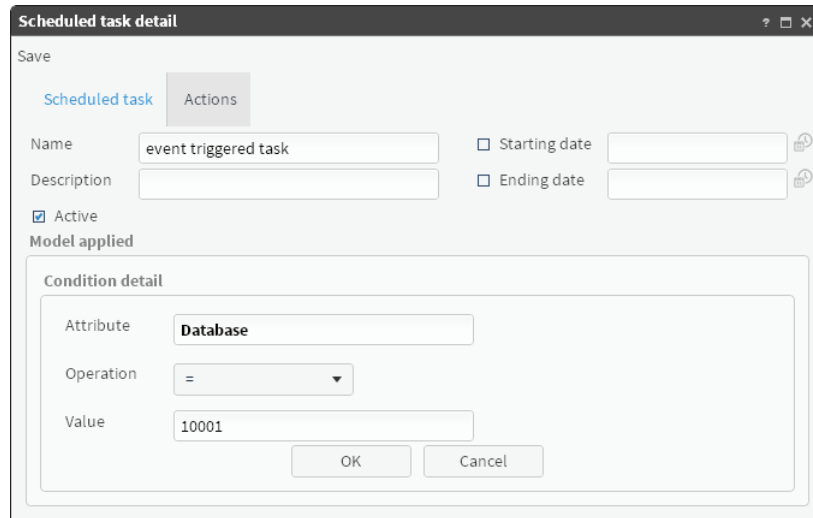 Scheduled task detail ?
Save
Scheduled task Actions
Name event triggered task Starting date
Description Ending date
Active
Model applied
Condition detail
Attribute Database
Operation =
Value 10001
OK Cancel